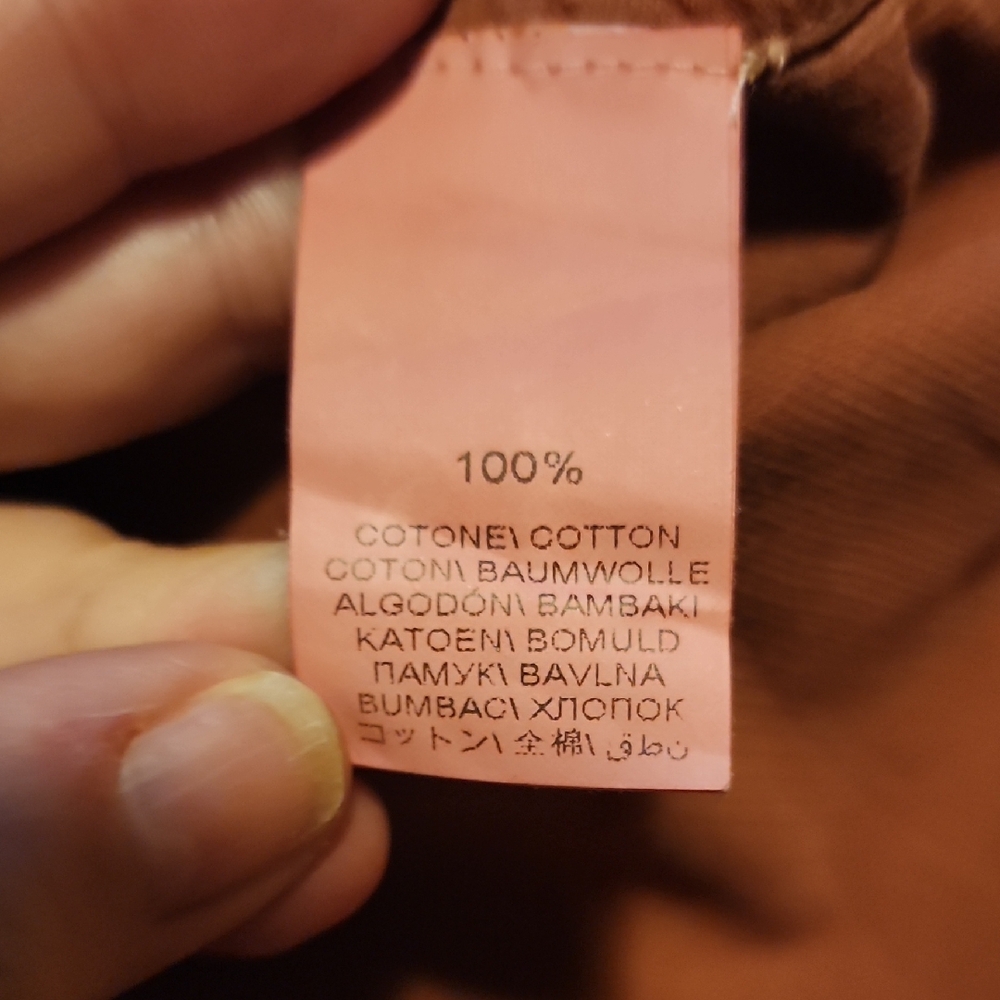 100%
COTONE\ COTTON
COTON\ BAUMWOLLE
ALGODÓN\ BAMBAKI
KATOEN\ BOMULD
ПАМУК\ BAVLNA
BUMBAC\ ХЛОПОК
コットン\ 全棉\ ن طق